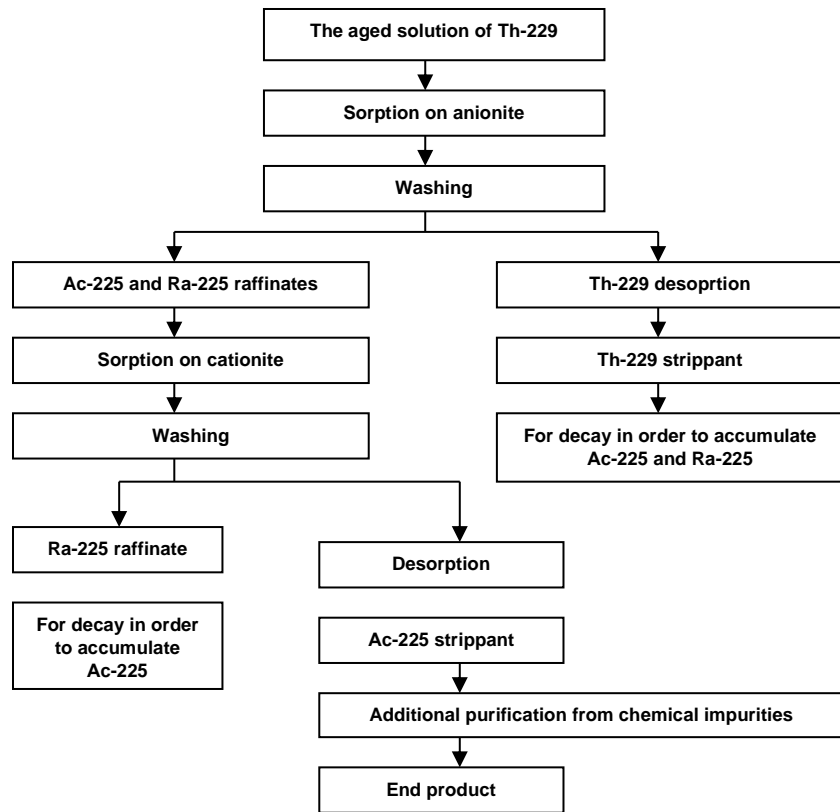 The aged solution of Th-229
Sorption on anionite
Washing
Ac-225 and Ra-225 raffinates
Th-229 desoprtion
Sorption on cationite
Th-229 strippant
Washing
For decay in order to accumulate
Ac-225 and Ra-225
Ra-225 raffinate
Desorption
For decay in order
to accumulate
Ac-225
Ac-225 strippant
Additional purification from chemical impurities
End product